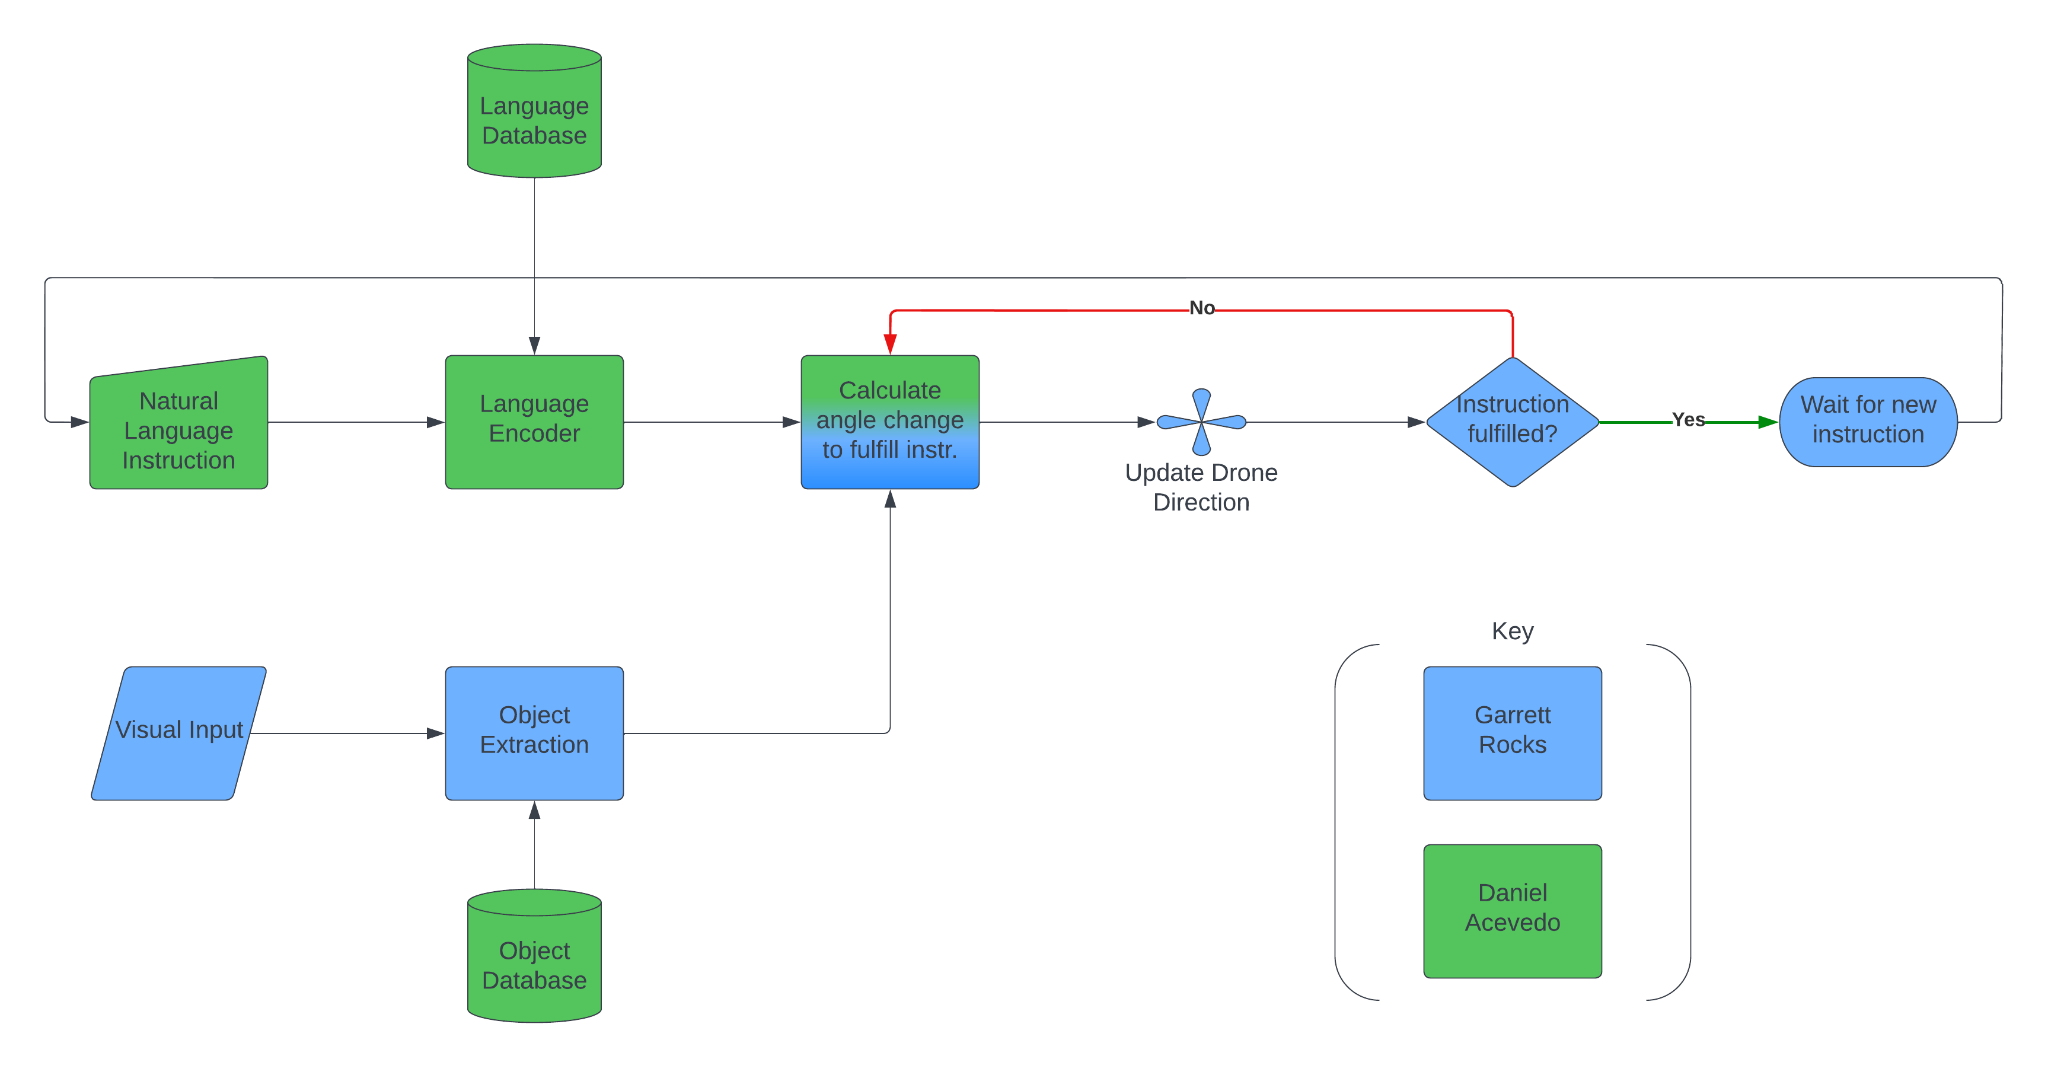 Language
Database
No
Natural
Language
Instruction
Language
Encoder
Calculate
angle change
to fulfill instr.
Update Drone
Direction
Instruction
fulfilled?
Yes
Wait for new
instruction
Visual Input
Object
Extraction
Object
Database
Key
Garrett
Rocks
Daniel
Acevedo